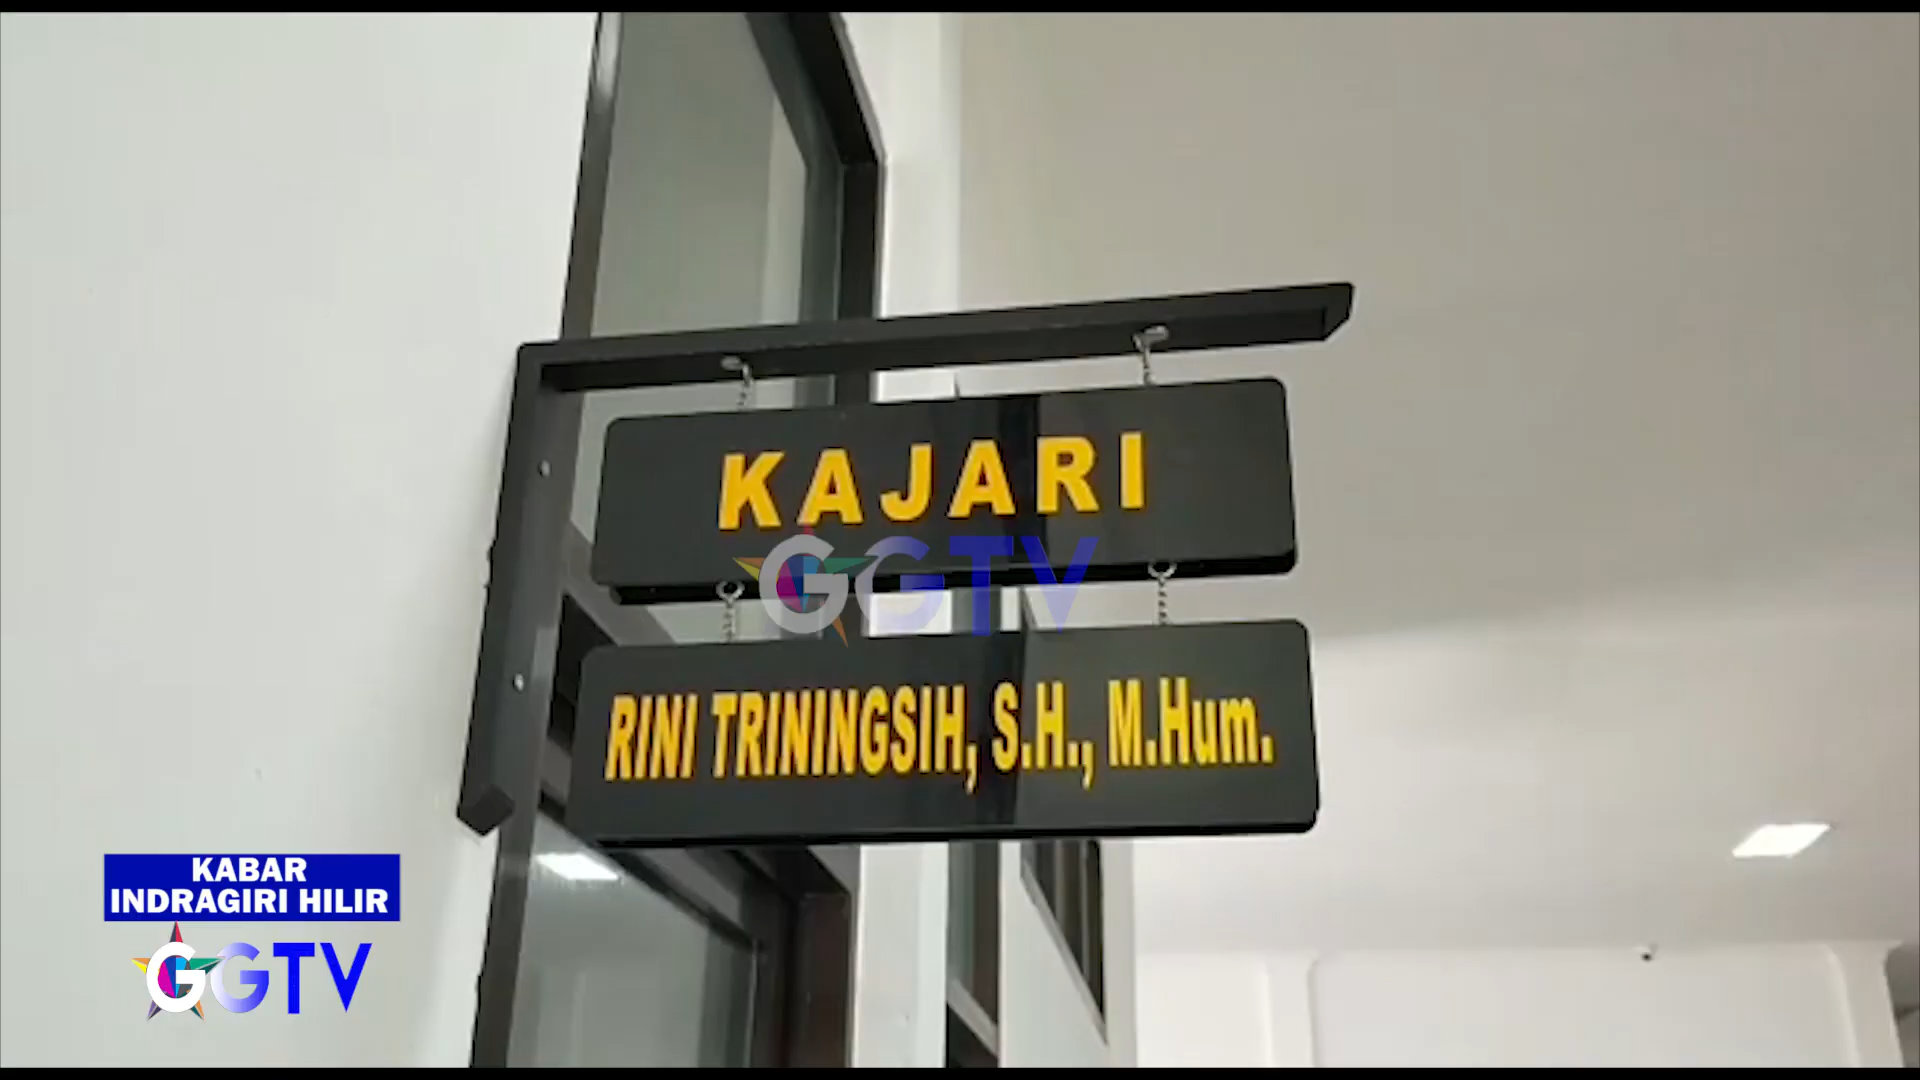 KAJARI
GGTV
RINI TRININGSIH, S.H., M.Hum.
KABAR
INDRAGIRI HILIR
GGTV